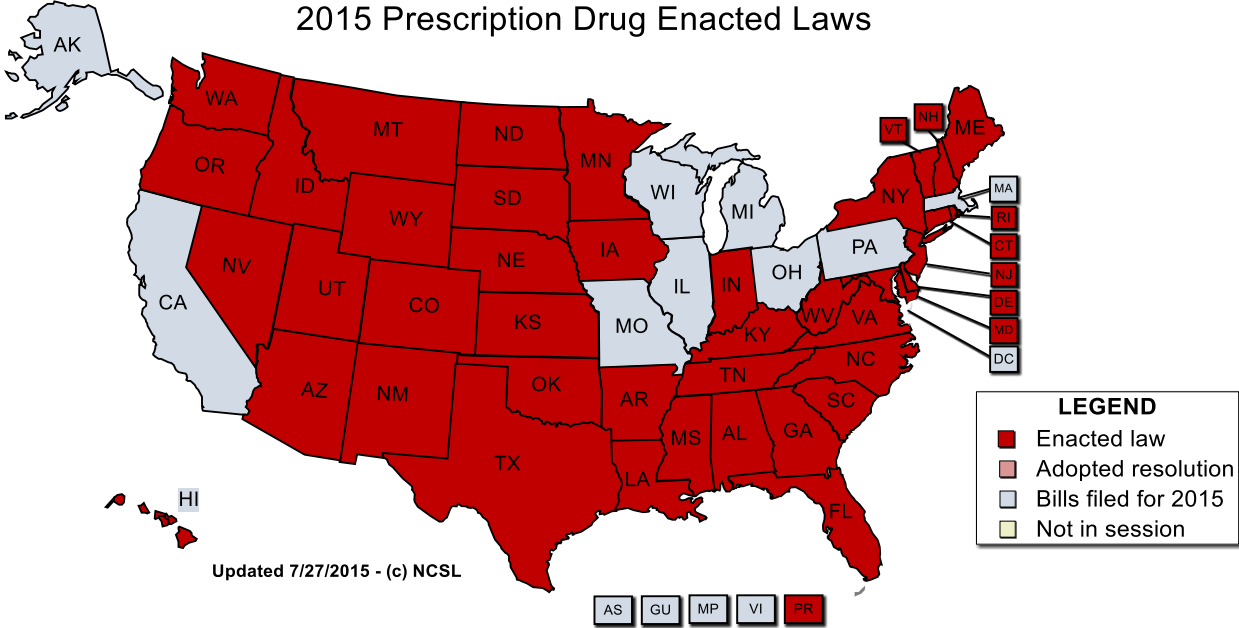 2015 Prescription Drug Enacted Laws
AK
WA
MT
ND
MN
VT
NH
ME
OR
ID
SD
WI
MI
NY
MA
WY
RI
IA
PA
CT
NE
NV
UT
CO
IL
IN
OH
NJ
CA
DE
KS
MO
WV
VA
MD
KY
NC
DC
AZ
NM
OK
AR
TN
SC
LEGEND
Enacted law
Adopted resolution
Bills filed for 2015
Not in session
MS
AL
GA
TX
LA
HI
FL
Updated 7/27/2015 - (c) NCSL
AS
GU
MP
VI
PR